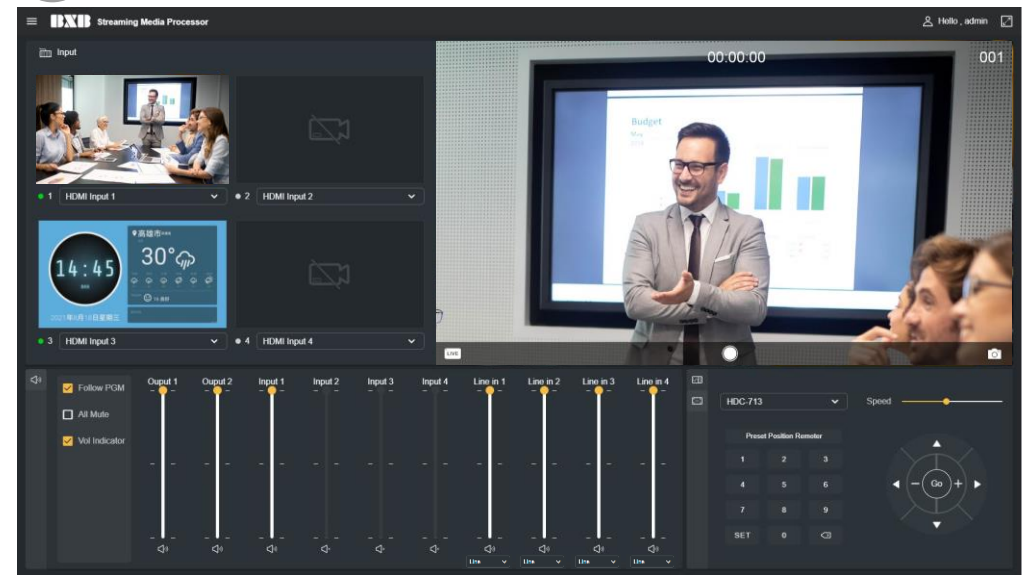 BXB Streaming Media Processor
Hello , admin
Input
1 HDMI Input 1
2 HDMI Input 2
14:45
高雄市
30°
3 HDMI Input 3
4 HDMI Input 4
00:00:00
001
Budget
May
LIVE
Follow PGM
All Mute
Vol Indicator
Ouput 1
Ouput 2
Input 1
Input 2
Input 3
Input 4
Line in 1
Line in 2
Line in 3
Line in 4
Line
Line
Line
Line
HDC-713
Speed
Preset Position Remoter
1 2 3
4 5 6
7 8 9
SET 0
Go